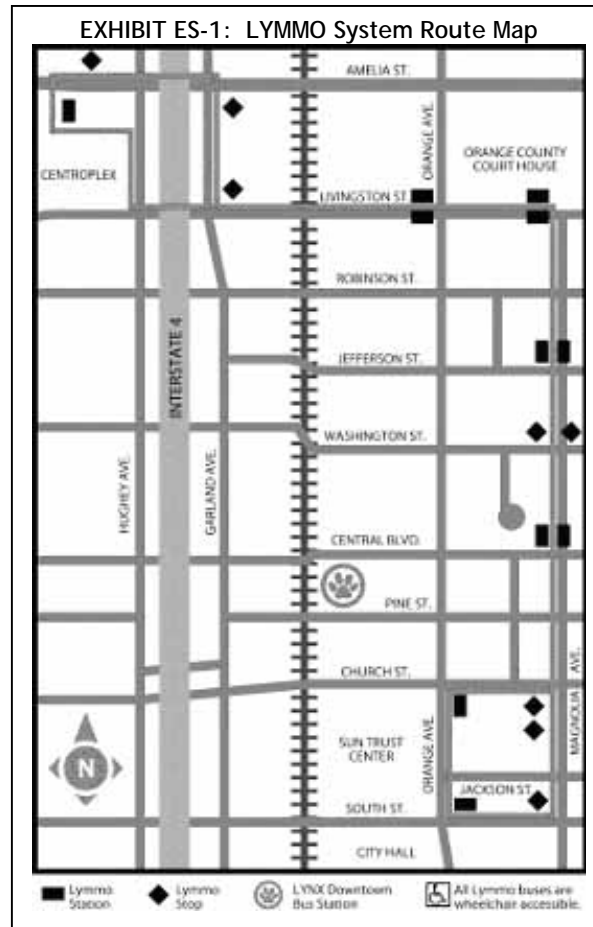 EXHIBIT ES-1: LYMMO System Route Map
AMELIA ST.
ORANGE AVE.
ORANGE COUNTY
COURT HOUSE
CENTROPLEX
LIVINGSTON ST.
ROBINSON ST.
INTERSTATE 4
JEFFERSON ST.
WASHINGTON ST.
HUGHEY AVE.
GARLAND AVE.
CENTRAL BLVD.
PINE ST.
CHURCH ST.
MAGNOLIA AVE.
SUN TRUST
CENTER
ORANGE AVE.
N
JACKSON ST.
SOUTH ST.
CITY HALL
Lymmo
Station
Lymmo
Stop
LYNX Downtown
Bus Station
All Lymmo buses are
wheelchair accessible.